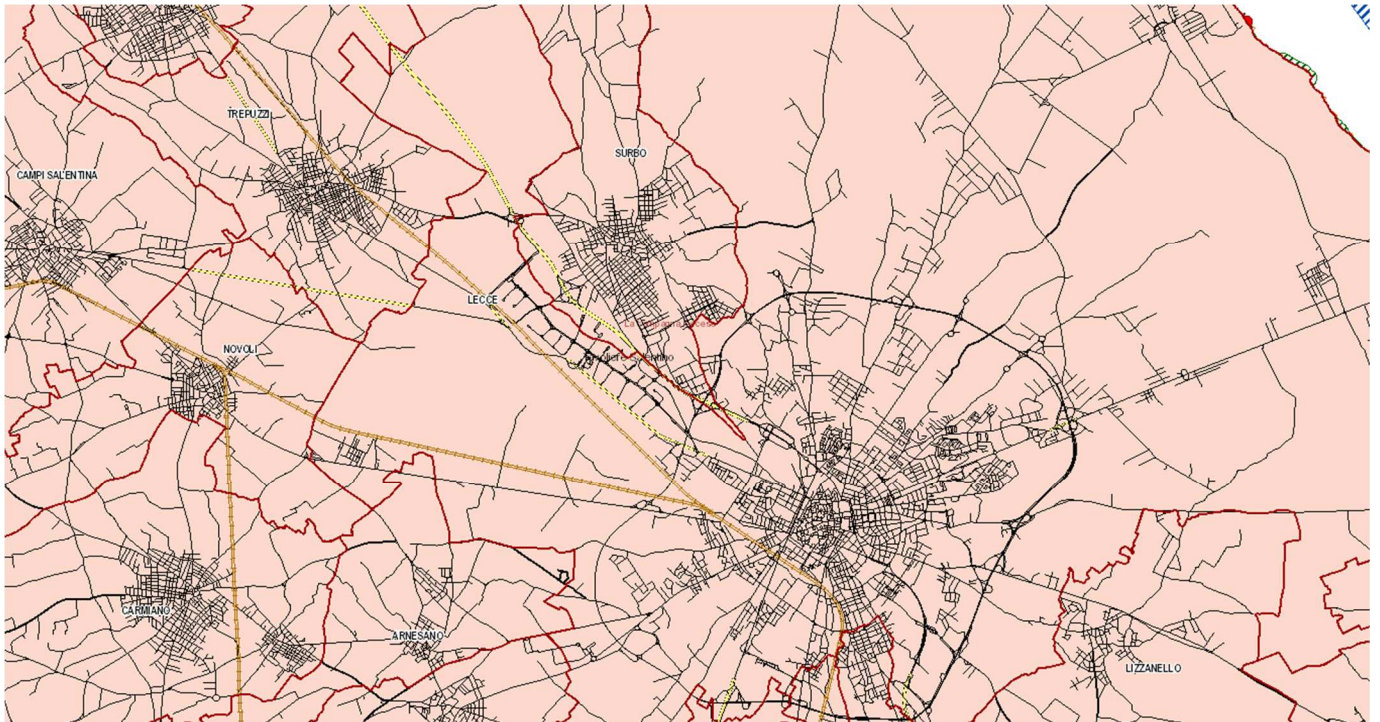 TREPUZZI
SURBO
CAMPI SALENTINA
LECCE
NOVOLI
CARMIANO
ARNESANO
LIZZANELLO